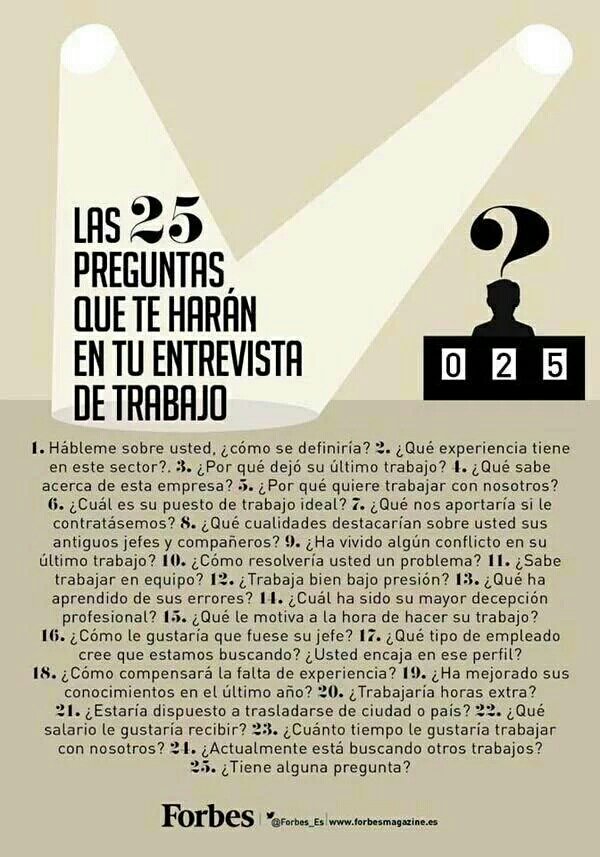 LAS 25
PREGUNTAS
QUE TE HARÁN
EN TU ENTREVISTA
DE TRABAJO
?
0 2 5
1. Hábleme sobre usted, ¿cómo se definiría? 2. ¿Qué experiencia tiene
en este sector?. 3. ¿Por qué dejó su último trabajo? 4. ¿Qué sabe
acerca de esta empresa? 5. ¿Por qué quiere trabajar con nosotros?
6. ¿Cuál es su puesto de trabajo ideal? 7. ¿Qué nos aportaría si le
contratásemos? 8. ¿Qué cualidades destacarían sobre usted sus
antiguos jefes y compañeros? 9. ¿Ha vivido algún conflicto en su
último trabajo? 10. ¿Cómo resolvería usted un problema? 11. ¿Sabe
trabajar en equipo? 12. ¿Trabaja bien bajo presión? 13. ¿Qué ha
aprendido de sus errores? 14. ¿Cuál ha sido su mayor decepción
profesional? 15. ¿Qué le motiva a la hora de hacer su trabajo?
16. ¿Cómo le gustaría que fuese su jefe? 17. ¿Qué tipo de empleado
cree que estamos buscando? ¿Usted encaja en ese perfil?
18. ¿Cómo compensará la falta de experiencia? 19. ¿Ha mejorado sus
conocimientos en el último año? 20. ¿Trabajaría horas extra?
21. ¿Estaría dispuesto a trasladarse de ciudad o país? 22. ¿Qué
salario le gustaría recibir? 23. ¿Cuánto tiempo le gustaría trabajar
con nosotros? 24. ¿Actualmente está buscando otros trabajos?
25. ¿Tiene alguna pregunta?
Forbes | @Forbes_Es | www.forbesmagazine.es